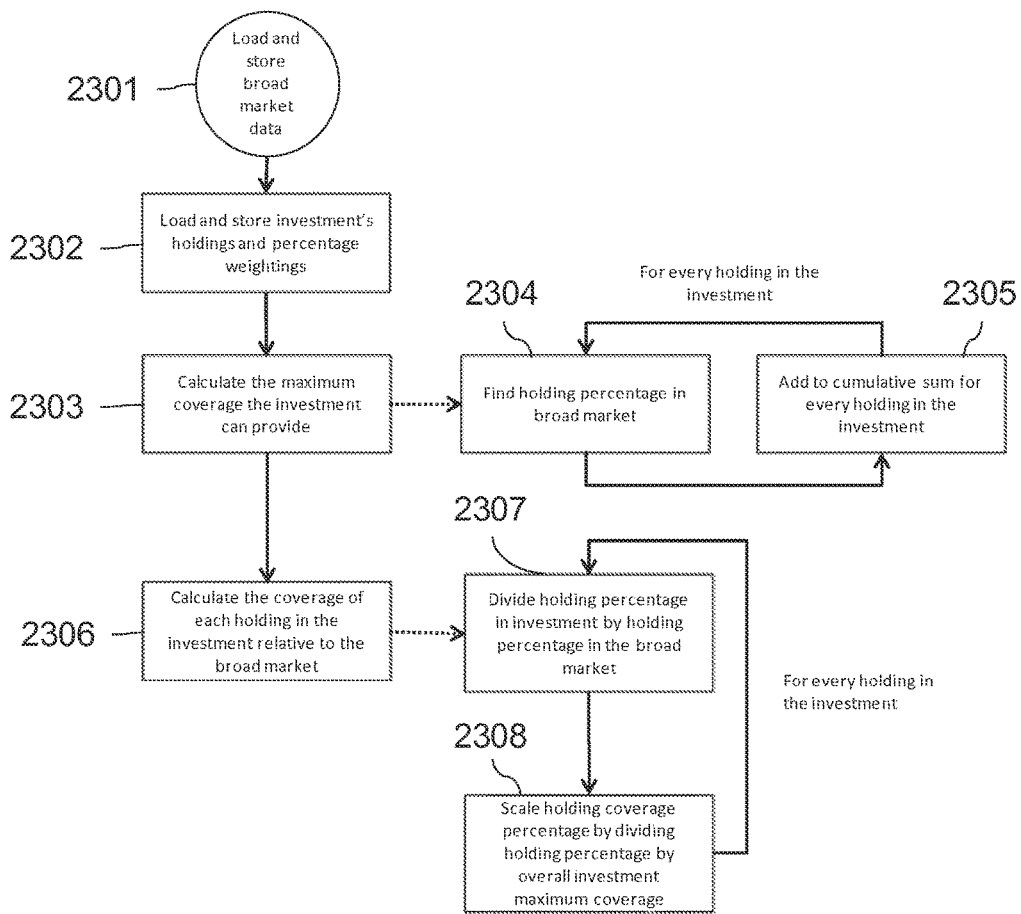 2301
Load and
store
broad
market
data
2302
Load and store investment's
holdings and percentage
weightings
2303
Calculate the maximum
coverage the investment
can provide
2304
Find holding percentage in
broad market
For every holding in the
investment
2305
Add to cumulative sum for
every holding in the
investment
2306
Calculate the coverage of
each holding in the
investment relative to the
broad market
2307
Divide holding percentage
in investment by holding
percentage in the broad
market
For every holding in
the investment
2308
Scale holding coverage
percentage by dividing
holding percentage by
overall investment
maximum coverage